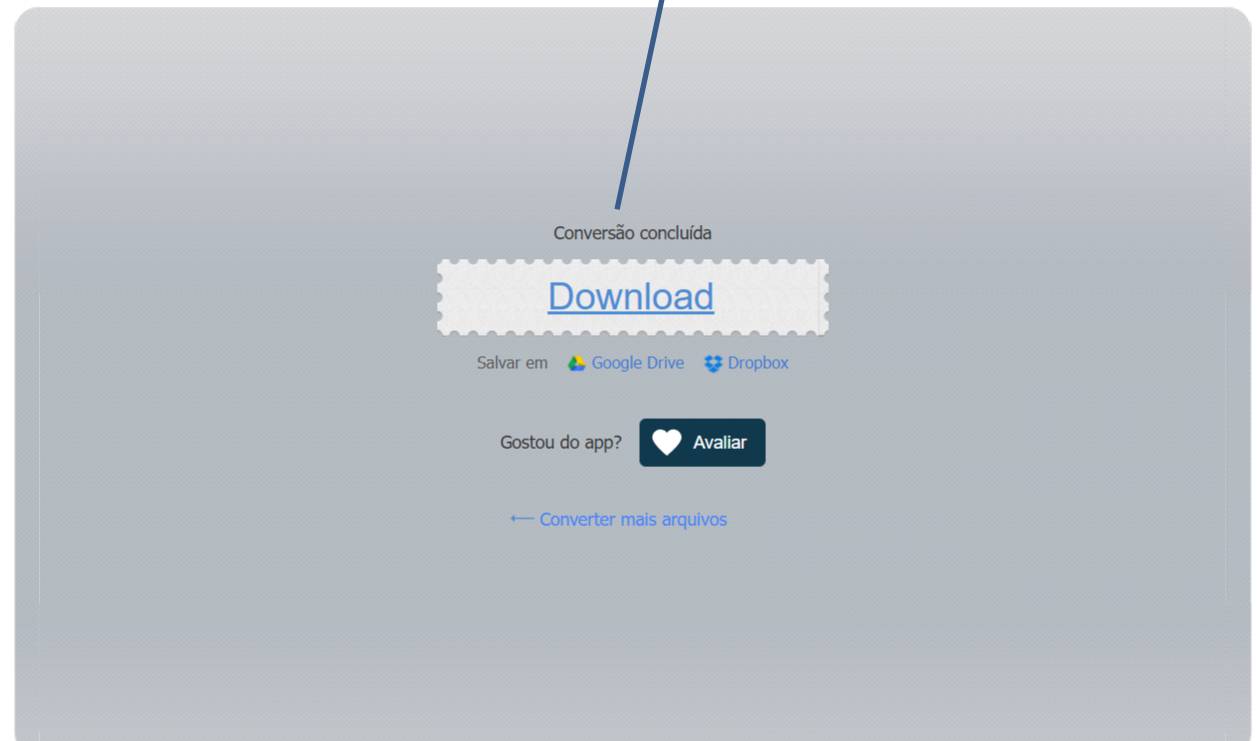 Conversão concluída
Download
Salvar em Google Drive Dropbox
Gostou do app? Avaliar
← Converter mais arquivos